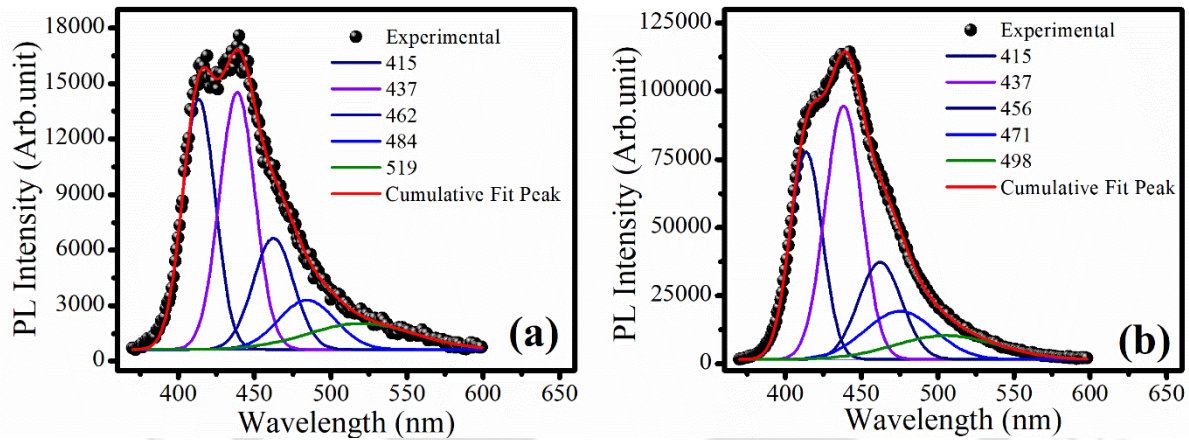 PL Intensity (Arb.unit)
18000
15000
12000
9000
6000
3000
0
Experimental
415
437
462
484
519
Cumulative Fit Peak
(a)
400 450 500 550 600 650
Wavelength (nm)
PL Intensity (Arb.unit)
125000
100000
75000
50000
25000
0
Experimental
415
437
456
471
498
Cumulative Fit Peak
(b)
400 450 500 550 600 650
Wavelength (nm)